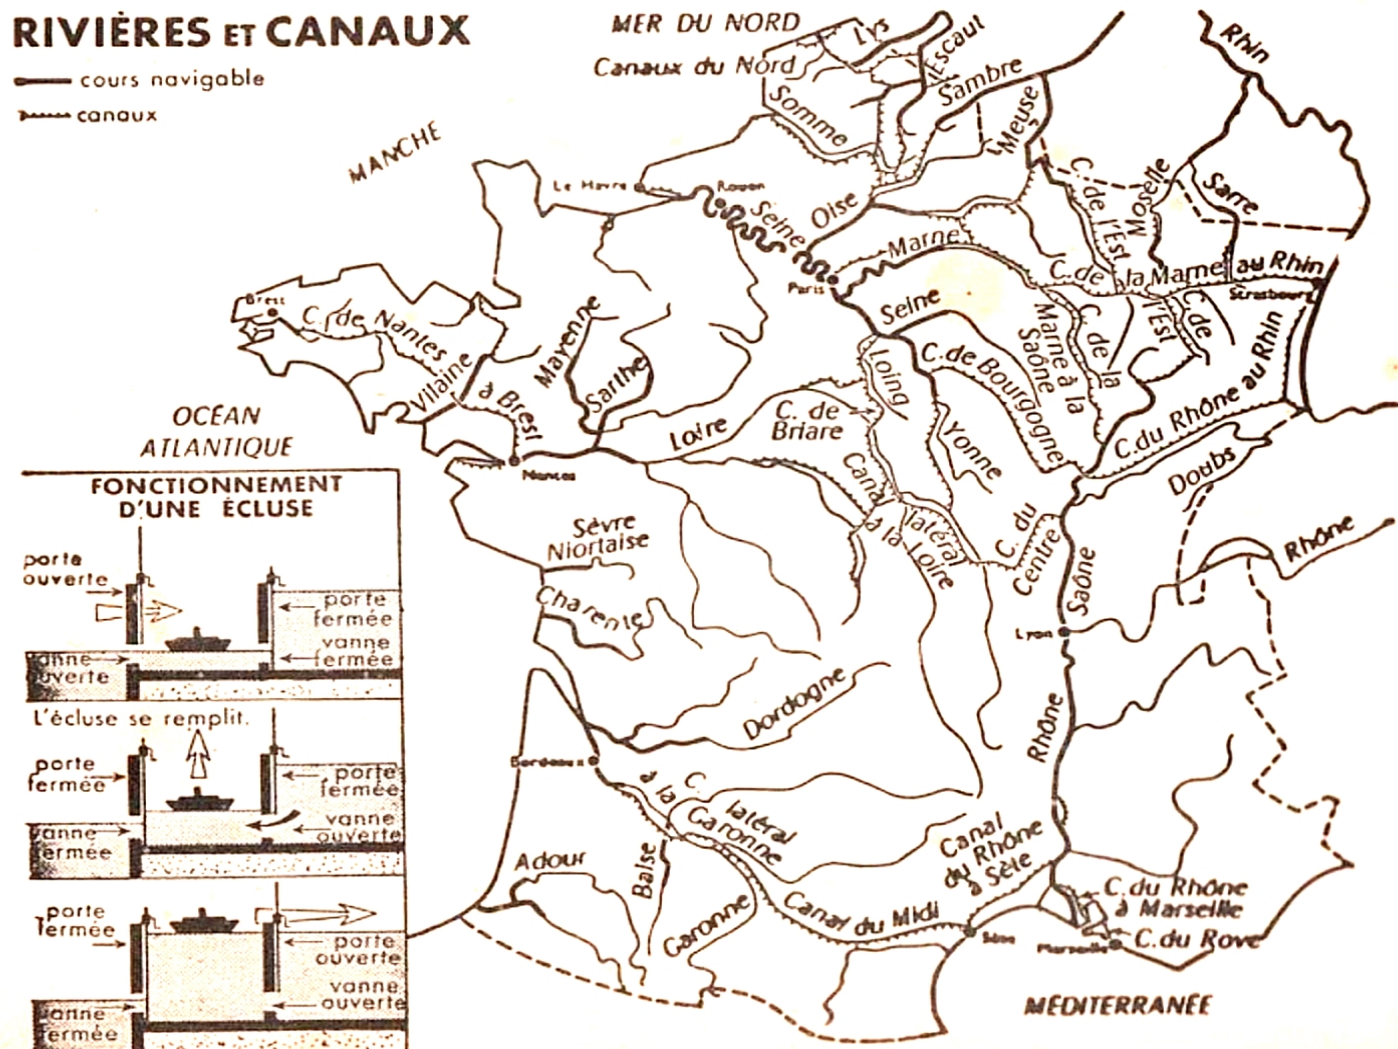 RIVIÈRES ET CANAUX
cours navigable
canaux
MER DU NORD
Canaux du Nord
Lys
Escaut
Sambre
Somme
Meuse
Rhin
MANCHE
Le Havre
Rouen
Seine
Oise
Marne
Paris
C. de l'Est
Moselle
Sarre
C. de la Marne au Rhin
Strasbourg
Brest
C. de Nantes
à Brest
Vilaine
Mayenne
Sarthe
Seine
Loing
C. de Bourgogne
Marne à la
Saône
C. de la
C. de
l'Est
C. du Rhône au Rhin
OCÉAN
ATLANTIQUE
Loire
C. de
Briare
Yonne
Doubs
Nantes
Canal latéral
à la Loire
C. du
Centre
Saône
Rhône
Sèvre
Niortaise
Charente
Lyon
Dordogne
Rhône
Bordeaux
C. latéral
à la Garonne
Adour
Baïse
Garonne
Canal du Midi
Canal
du Rhône
à Sète
Sète
C. du Rhône
à Marseille
Marseille
C. du Rove
MÉDITERRANÉE
FONCTIONNEMENT
D'UNE ÉCLUSE
porte
ouverte
porte
fermée
vanne
ouverte
vanne
fermée
L'écluse se remplit.
porte
fermée
porte
fermée
vanne
fermée
vanne
ouverte
porte
fermée
porte
ouverte
vanne
fermée
vanne
ouverte